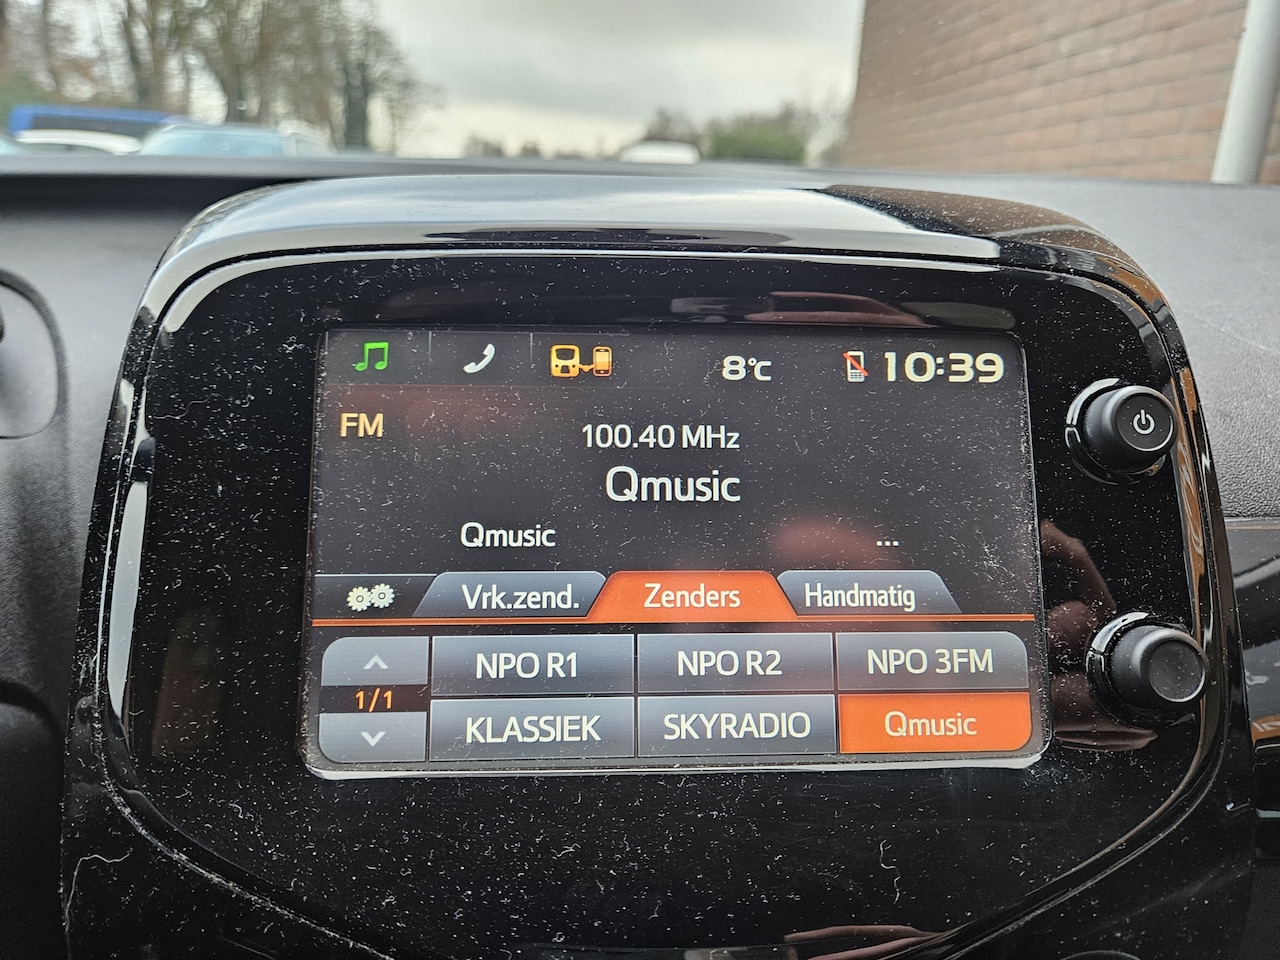 8°C 10:39
FM
100.40 MHz
Qmusic
Qmusic ...
Vrk.zend. Zenders Handmatig
NPO R1 NPO R2 NPO 3FM
1/1
KLASSIEK SKYRADIO Qmusic